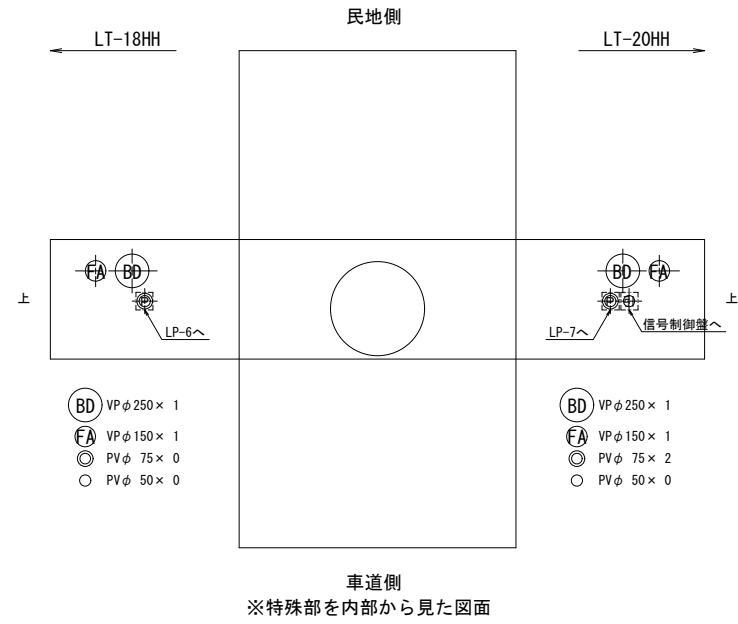 民地側
LT-18HH
LT-20HH
FA BD
BD FA
上
上
LP-6へ
LP-7へ
信号制御盤へ
BD VPφ250× 1
FA VPφ150× 1
PVφ 75× 0
PVφ 50× 0
BD VPφ250× 1
FA VPφ150× 1
PVφ 75× 2
PVφ 50× 0
車道側
※特殊部を内部から見た図面